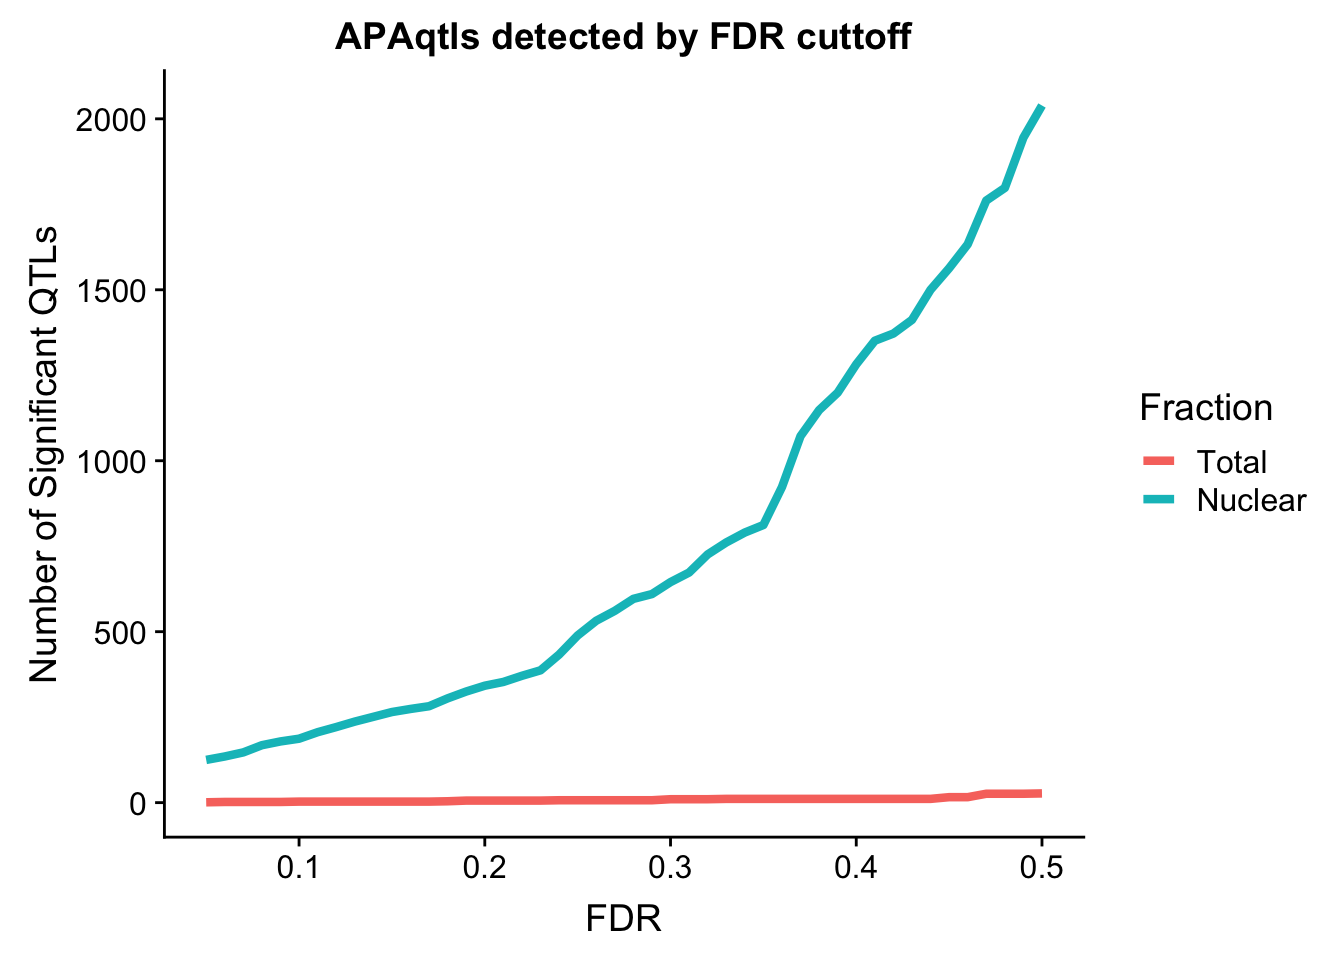 APAqtls detected by FDR cuttoff
Number of Significant QTLs
2000
1500
1000
500
0
0.1 0.2 0.3 0.4 0.5
FDR
Fraction
Total
Nuclear